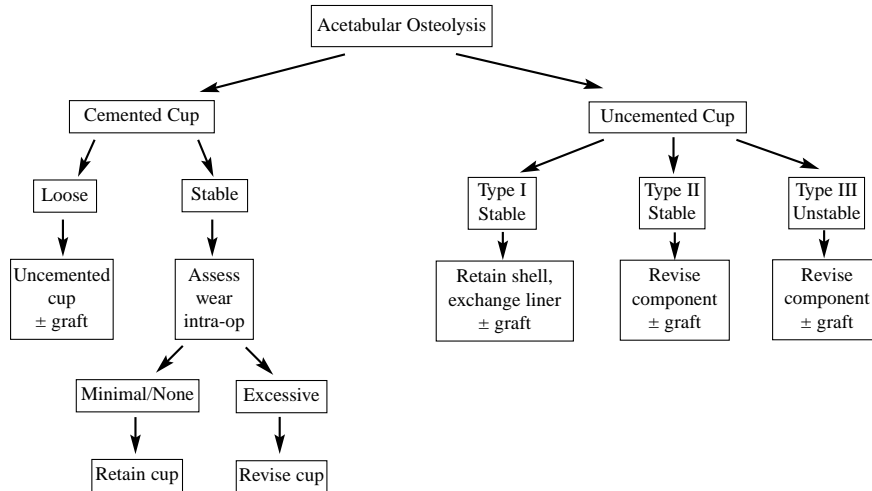 Acetabular Osteolysis
Cemented Cup
Uncemented Cup
Loose
Stable
Type I
Stable
Type II
Stable
Type III
Unstable
Uncemented
cup
± graft
Assess
wear
intra-op
Retain shell,
exchange liner
± graft
Revise
component
± graft
Revise
component
± graft
Minimal/None
Excessive
Retain cup
Revise cup